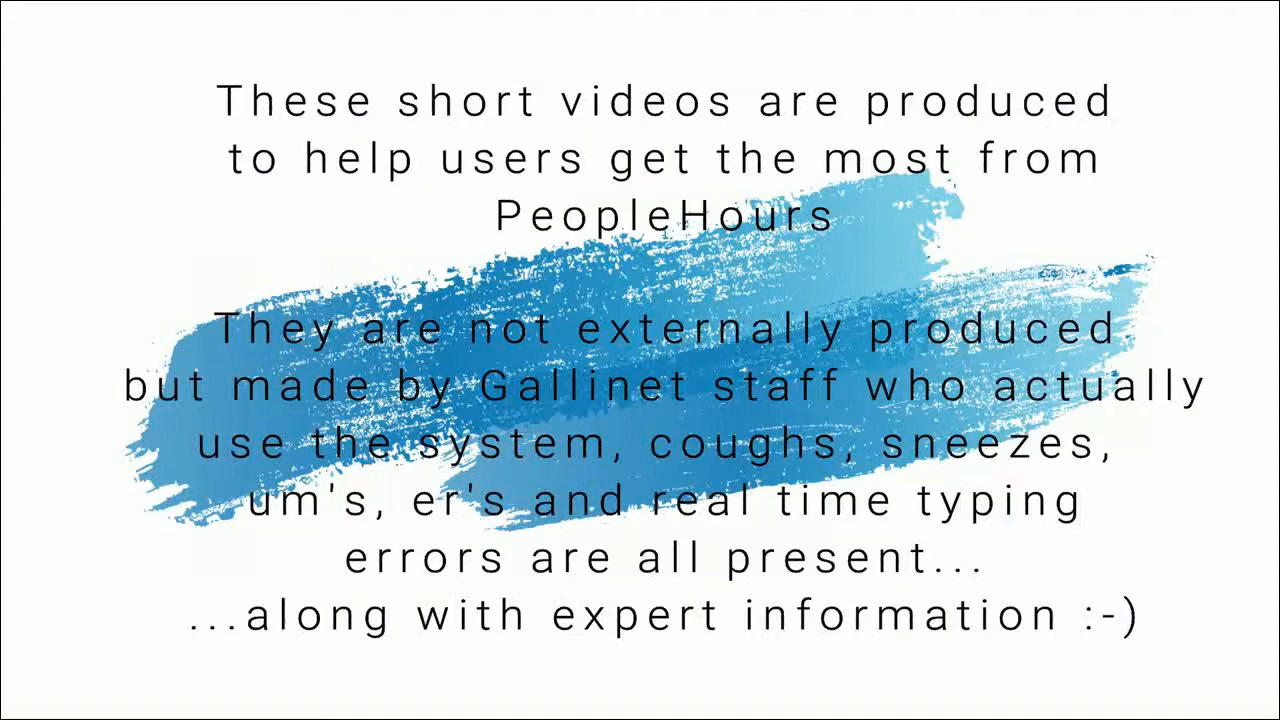 These short videos are produced
to help users get the most from
PeopleHours
They are not externally produced
but made by Gallinet staff who actually
use the system, coughs, sneezes,
um's, er's and real time typing
errors are all present...
...along with expert information :-)